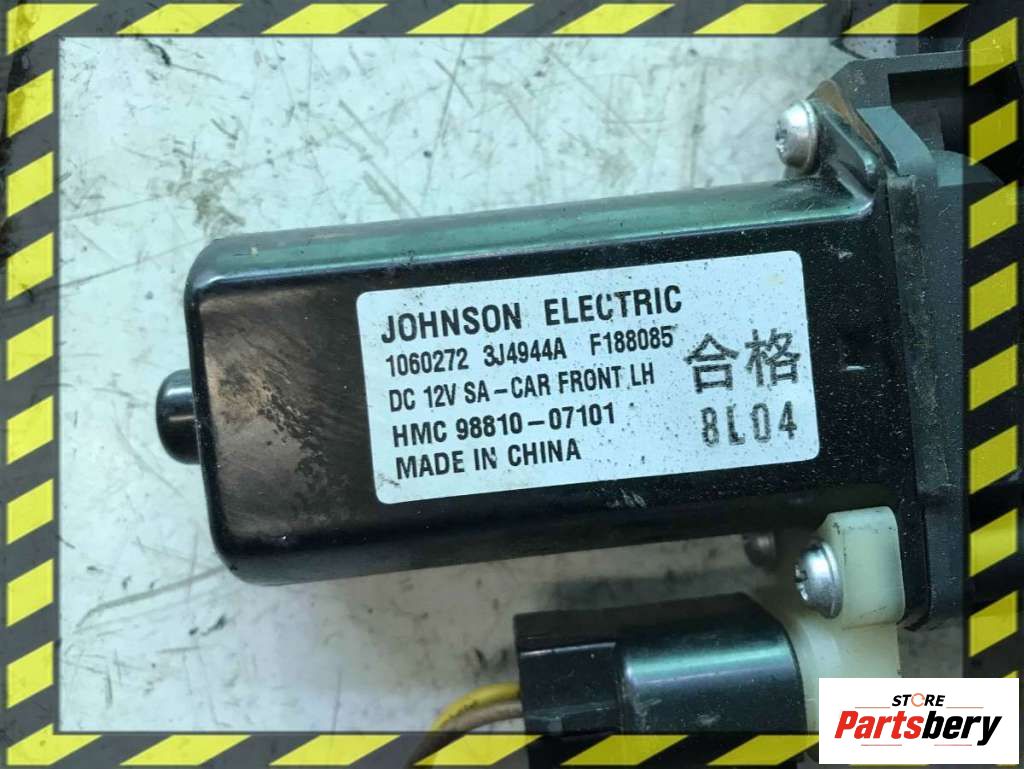 JOHNSON ELECTRIC
1060272 3J4944A F188085
DC 12V SA-CAR FRONT LH
HMC 98810-07101
MADE IN CHINA
合格
8L04
STORE
Partsbery